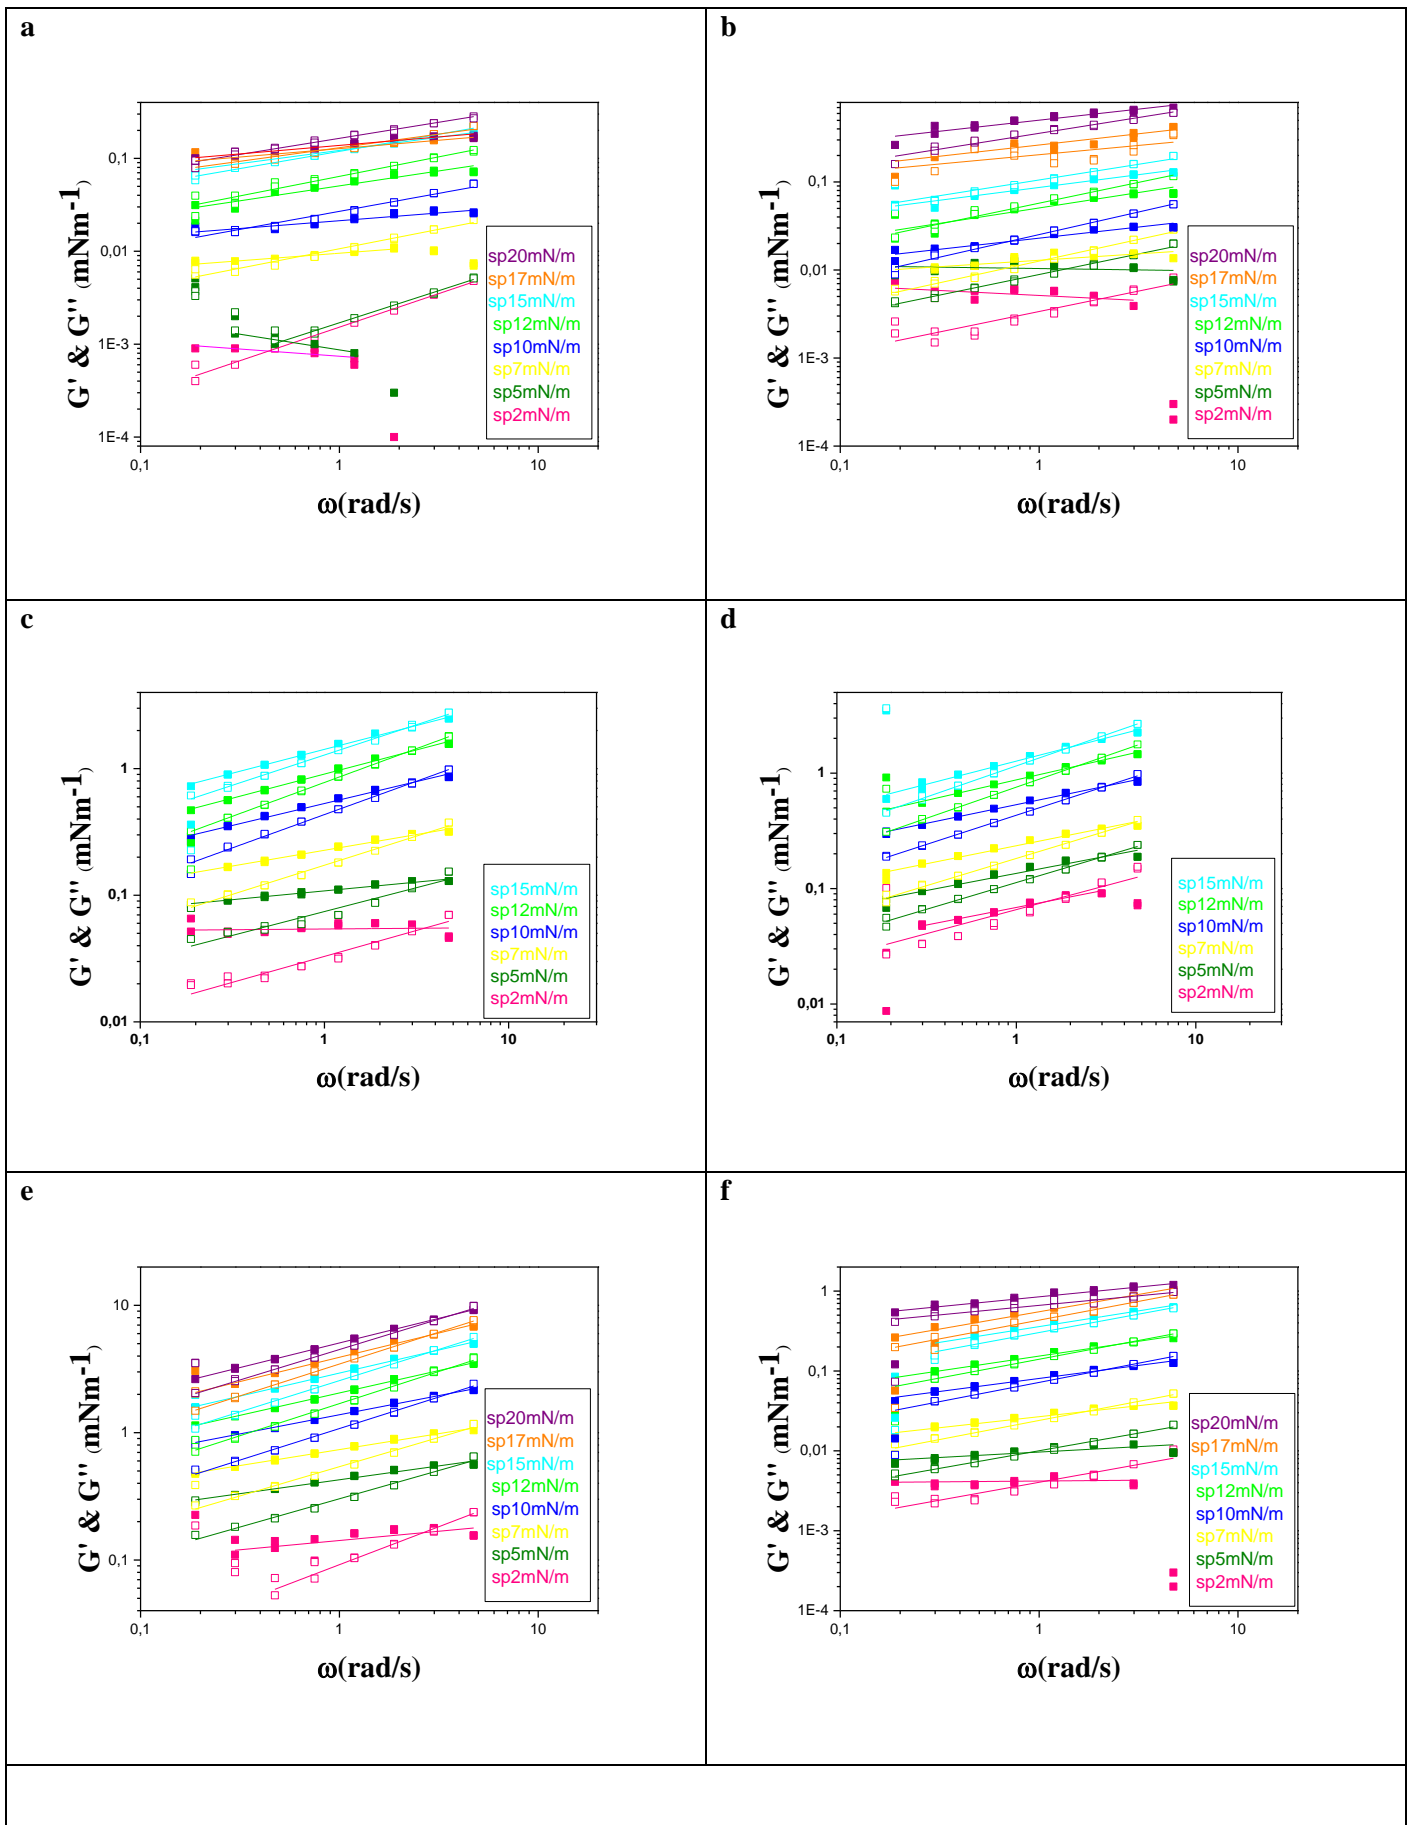 a
G' & G'' (mNm-1)
0,1
0,01
1E-3
1E-4
0,1 1 10
ω(rad/s)
sp20mN/m
sp17mN/m
sp15mN/m
sp12mN/m
sp10mN/m
sp7mN/m
sp5mN/m
sp2mN/m
b
G' & G'' (mNm-1)
0,1
0,01
1E-3
1E-4
0,1 1 10
ω(rad/s)
sp20mN/m
sp17mN/m
sp15mN/m
sp12mN/m
sp10mN/m
sp7mN/m
sp5mN/m
sp2mN/m
c
G' & G'' (mNm-1)
1
0,1
0,01
0,1 1 10
ω(rad/s)
sp15mN/m
sp12mN/m
sp10mN/m
sp7mN/m
sp5mN/m
sp2mN/m
d
G' & G'' (mNm-1)
1
0,1
0,01
0,1 1 10
ω(rad/s)
sp15mN/m
sp12mN/m
sp10mN/m
sp7mN/m
sp5mN/m
sp2mN/m
e
G' & G'' (mNm-1)
10
1
0,1
0,1 1 10
ω(rad/s)
sp20mN/m
sp17mN/m
sp15mN/m
sp12mN/m
sp10mN/m
sp7mN/m
sp5mN/m
sp2mN/m
f
G' & G'' (mNm-1)
1
0,1
0,01
1E-3
1E-4
0,1 1 10
ω(rad/s)
sp20mN/m
sp17mN/m
sp15mN/m
sp12mN/m
sp10mN/m
sp7mN/m
sp5mN/m
sp2mN/m